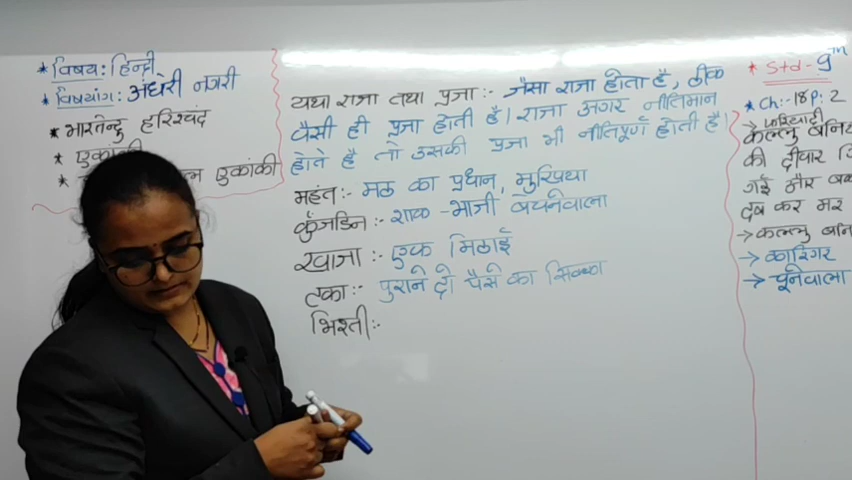 * विषय: हिन्दी
* विषयांग: अंधेरी नगरी
* भारतेन्दु हरिश्चंद्र
* एकांकी
* एकांकी
यथा राजा तथा प्रजा :- जैसा राजा होता है, ठीक
वैसी ही प्रजा होती है। राजा अगर नीतिमान
होते है तो उसकी प्रजा भी नीतिपूर्ण होती है।
महंत :- मठ का प्रधान, मुखिया
कुँजडिन :- शाक-भाजी बेचनेवाला
खाजा :- एक मिठाई
टका :- पुराने दो पैसे का सिक्का
भिश्ती :-
* Std - 9TH
* Ch:-18 P:2
→ फरियादी
कल्लु बनि
की दीवार गि
गई और बक
दब कर मर
→ कल्लु बनि
→ कारिगर
→ चूनेवाला